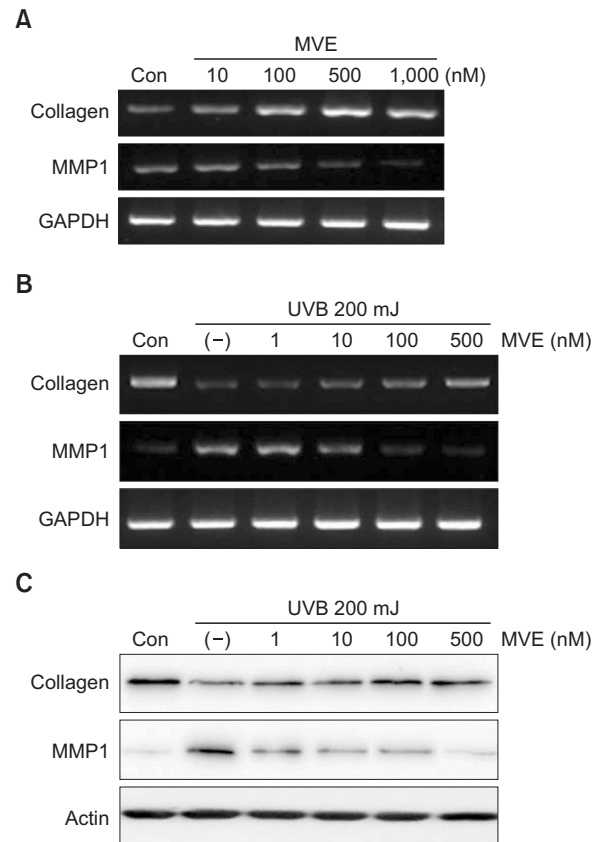 A
MVE
Con 10 100 500 1,000 (nM)
Collagen
MMP1
GAPDH
B
UVB 200 mJ
Con (−) 1 10 100 500 MVE (nM)
Collagen
MMP1
GAPDH
C
UVB 200 mJ
Con (−) 1 10 100 500 MVE (nM)
Collagen
MMP1
Actin